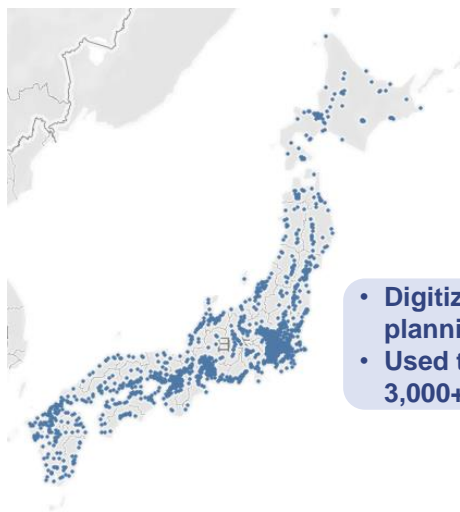 • Digitiz
planni
• Used t
3,000+